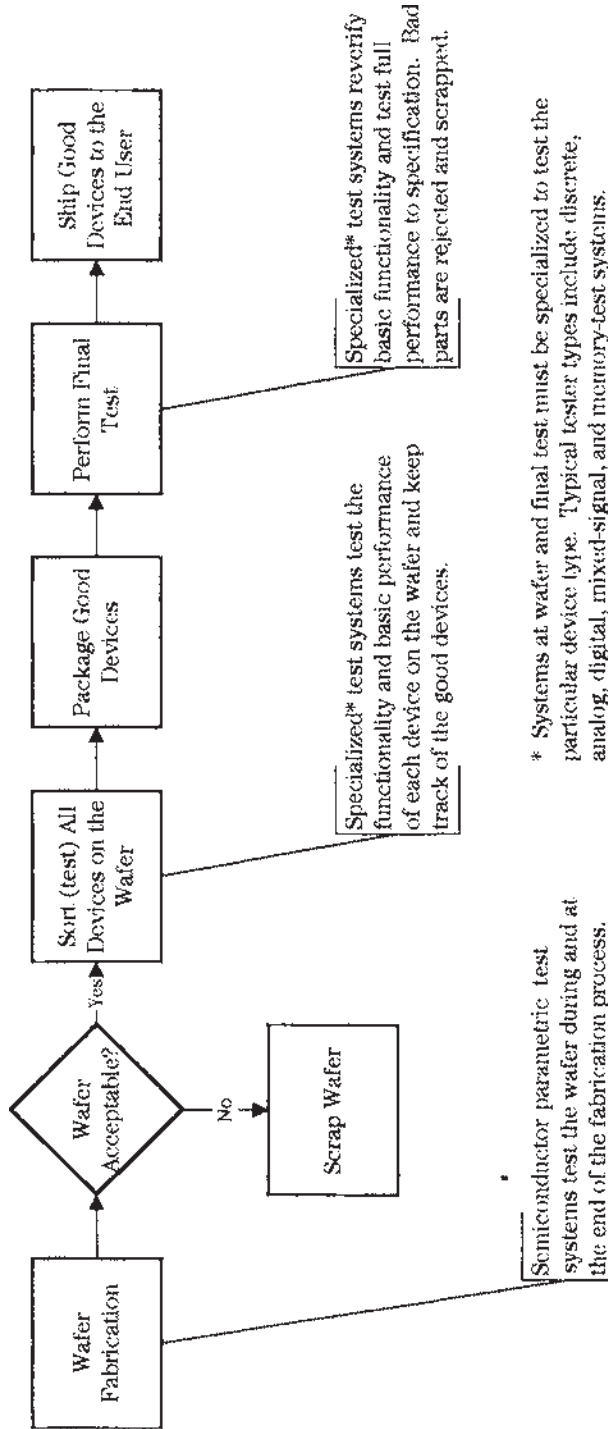 Wafer
Fabrication
Wafer
Acceptable?
Yes
No
Scrap Wafer
Sort (test) All
Devices on the
Wafer
Package Good
Devices
Perform Final
Test
Ship Good
Devices to the
End User
Semiconductor parametric test
systems test the wafer during and at
the end of the fabrication process.
Specialized* test systems test the
functionality and basic performance
of each device on the wafer and keep
track of the good devices.
Specialized* test systems reverify
basic functionality and test full
performance to specification. Bad
parts are rejected and scrapped.
* Systems at wafer and final test must be specialized to test the
particular device type. Typical tester types include discrete,
analog, digital, mixed-signal, and memory-test systems.